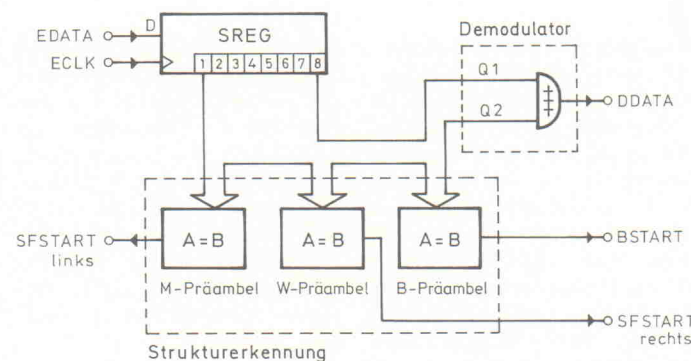 EDATA
D
SREG
Demodulator
ECLK
1 2 3 4 5 6 7 8
Q1
Q2
DDATA
A = B
A = B
A = B
SFSTART
links
BSTART
M-Präambel
W-Präambel
B-Präambel
SFSTART
rechts
Strukturerkennung